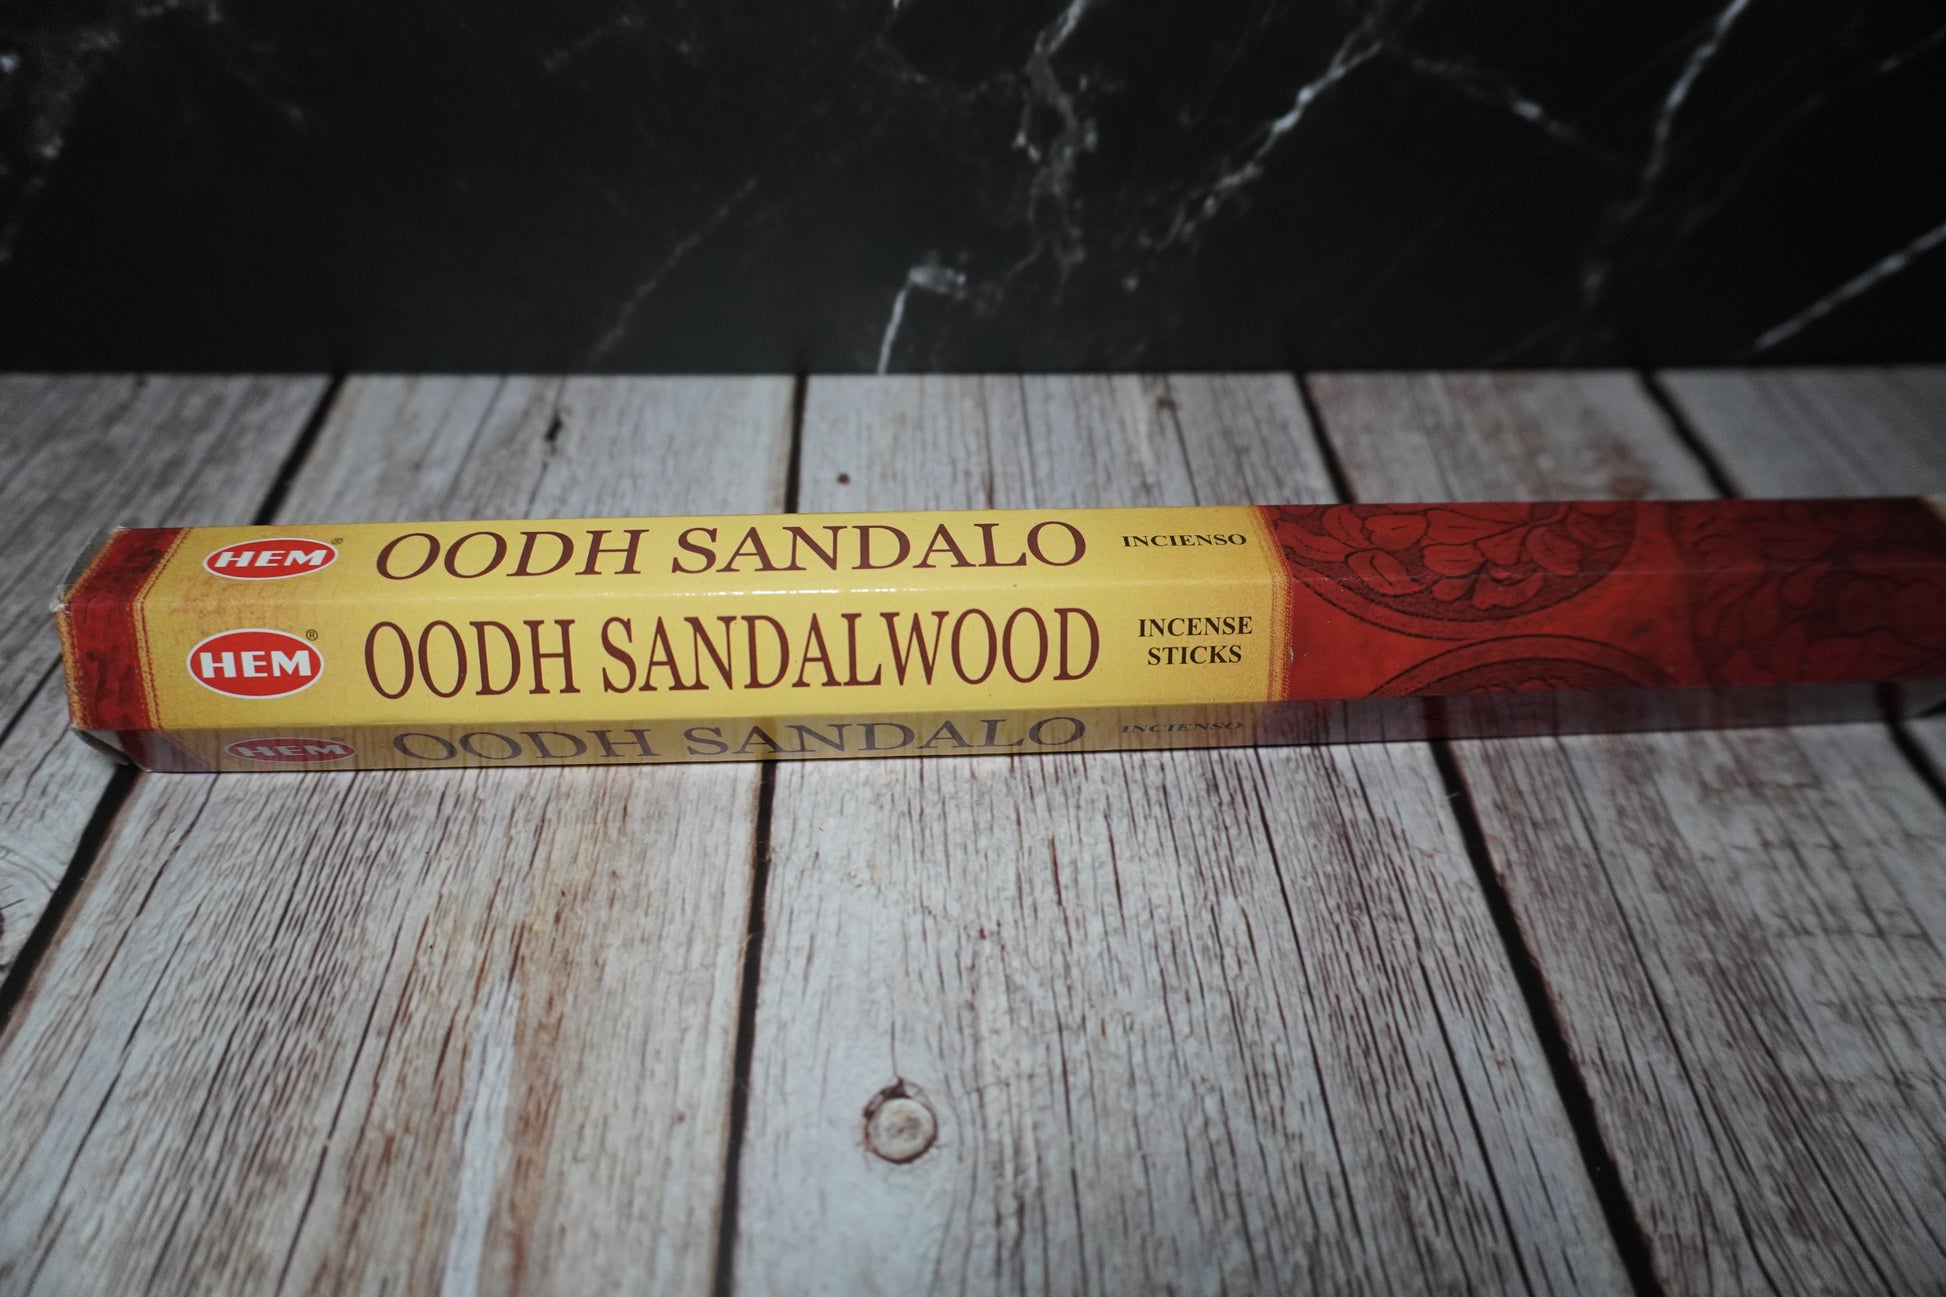 HEM® OODH SANDALO INCIENSO
HEM® OODH SANDALWOOD INCENSE
STICKS
HEM OODH SANDALO INCIENSO